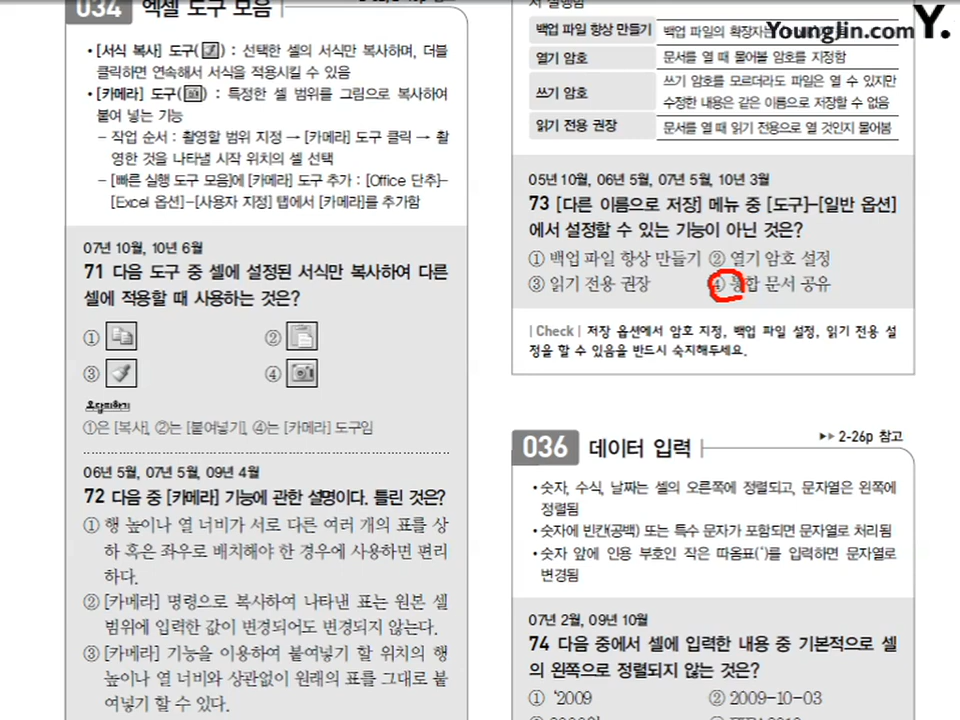 034 엑셀 도구 모음
• [서식 복사] 도구( ) : 선택한 셀의 서식만 복사하며, 더블
클릭하면 연속해서 서식을 적용시킬 수 있음
• [카메라] 도구( ) : 특정한 셀 범위를 그림으로 복사하여
붙여 넣는 기능
– 작업 순서 : 촬영할 범위 지정 → [카메라] 도구 클릭 → 촬
영한 것을 나타낼 시작 위치의 셀 선택
– [빠른 실행 도구 모음]에 [카메라] 도구 추가 : [Office 단추]–
[Excel 옵션]–[사용자 지정] 탭에서 [카메라]를 추가함
07년 10월, 10년 6월
71 다음 도구 중 셀에 설정된 서식만 복사하여 다른
셀에 적용할 때 사용하는 것은?
① ②
③ ④
오답피하기
①은 [복사], ②는 [붙여넣기], ④는 [카메라] 도구임
06년 5월, 07년 5월, 09년 4월
72 다음 중 [카메라] 기능에 관한 설명이다. 틀린 것은?
① 행 높이나 열 너비가 서로 다른 여러 개의 표를 상
하 혹은 좌우로 배치해야 한 경우에 사용하면 편리
하다.
② [카메라] 명령으로 복사하여 나타낸 표는 원본 셀
범위에 입력한 값이 변경되어도 변경되지 않는다.
③ [카메라] 기능을 이용하여 붙여넣기 할 위치의 행
높이나 열 너비와 상관없이 원래의 표를 그대로 붙
여넣기 할 수 있다.
Younglin.com Y.
백업 파일 항상 만들기 백업 파일의 확장자는
열기 암호 문서를 열 때 물어볼 암호를 지정함
쓰기 암호 쓰기 암호를 모르더라도 파일은 열 수 있지만
수정한 내용은 같은 이름으로 저장할 수 없음
읽기 전용 권장 문서를 열 때 읽기 전용으로 열 것인지 물어봄
05년 10월, 06년 5월, 07년 5월, 10년 3월
73 [다른 이름으로 저장] 메뉴 중 [도구]–[일반 옵션]
에서 설정할 수 있는 기능이 아닌 것은?
① 백업 파일 항상 만들기 ② 열기 암호 설정
③ 읽기 전용 권장 ④ 통합 문서 공유
| Check | 저장 옵션에서 암호 지정, 백업 파일 설정, 읽기 전용 설
정을 할 수 있음을 반드시 숙지해두세요.
036 데이터 입력 ▶▶ 2-26p 참고
• 숫자, 수식, 날짜는 셀의 오른쪽에 정렬되고, 문자열은 왼쪽에
정렬됨
• 숫자에 빈칸(공백) 또는 특수 문자가 포함되면 문자열로 처리됨
• 숫자 앞에 인용 부호인 작은 따옴표(')를 입력하면 문자열로
변경됨
07년 2월, 09년 10월
74 다음 중에서 셀에 입력한 내용 중 기본적으로 셀
의 왼쪽으로 정렬되지 않는 것은?
① '2009 ② 2009-10-03